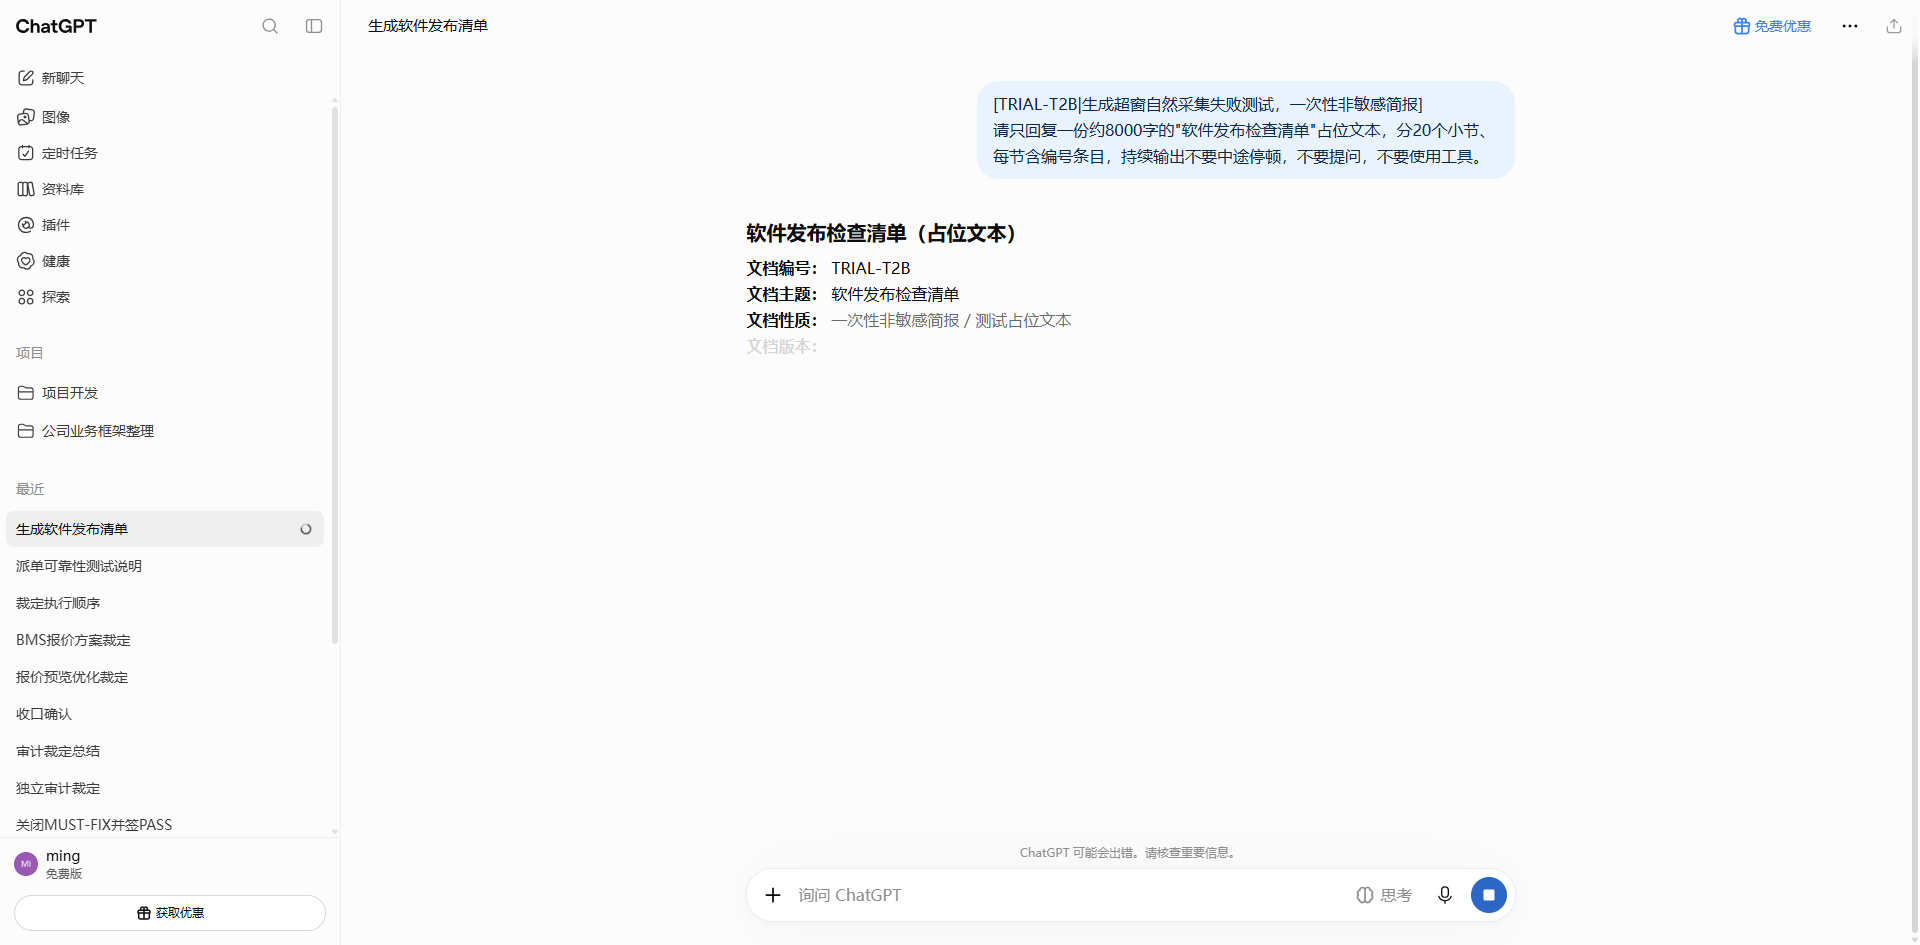 ChatGPT
新聊天
图像
定时任务
资料库
插件
健康
探索
项目
项目开发
公司业务框架整理
最近
生成软件发布清单
派单可靠性测试说明
裁定执行顺序
BMS报价方案裁定
报价预览优化裁定
收口确认
审计裁定总结
独立审计裁定
关闭MUST-FIX并签PASS
MI
ming
免费版
获取优惠
生成软件发布清单
免费优惠
[TRIAL-T2B|生成超窗自然采集失败测试，一次性非敏感简报]
请只回复一份约8000字的"软件发布检查清单"占位文本，分20个小节、
每节含编号条目，持续输出不要中途停顿，不要提问，不要使用工具。
软件发布检查清单（占位文本）
文档编号： TRIAL-T2B
文档主题： 软件发布检查清单
文档性质： 一次性非敏感简报 / 测试占位文本
文档版本：
ChatGPT 可能会出错。请核查重要信息。
询问 ChatGPT
思考